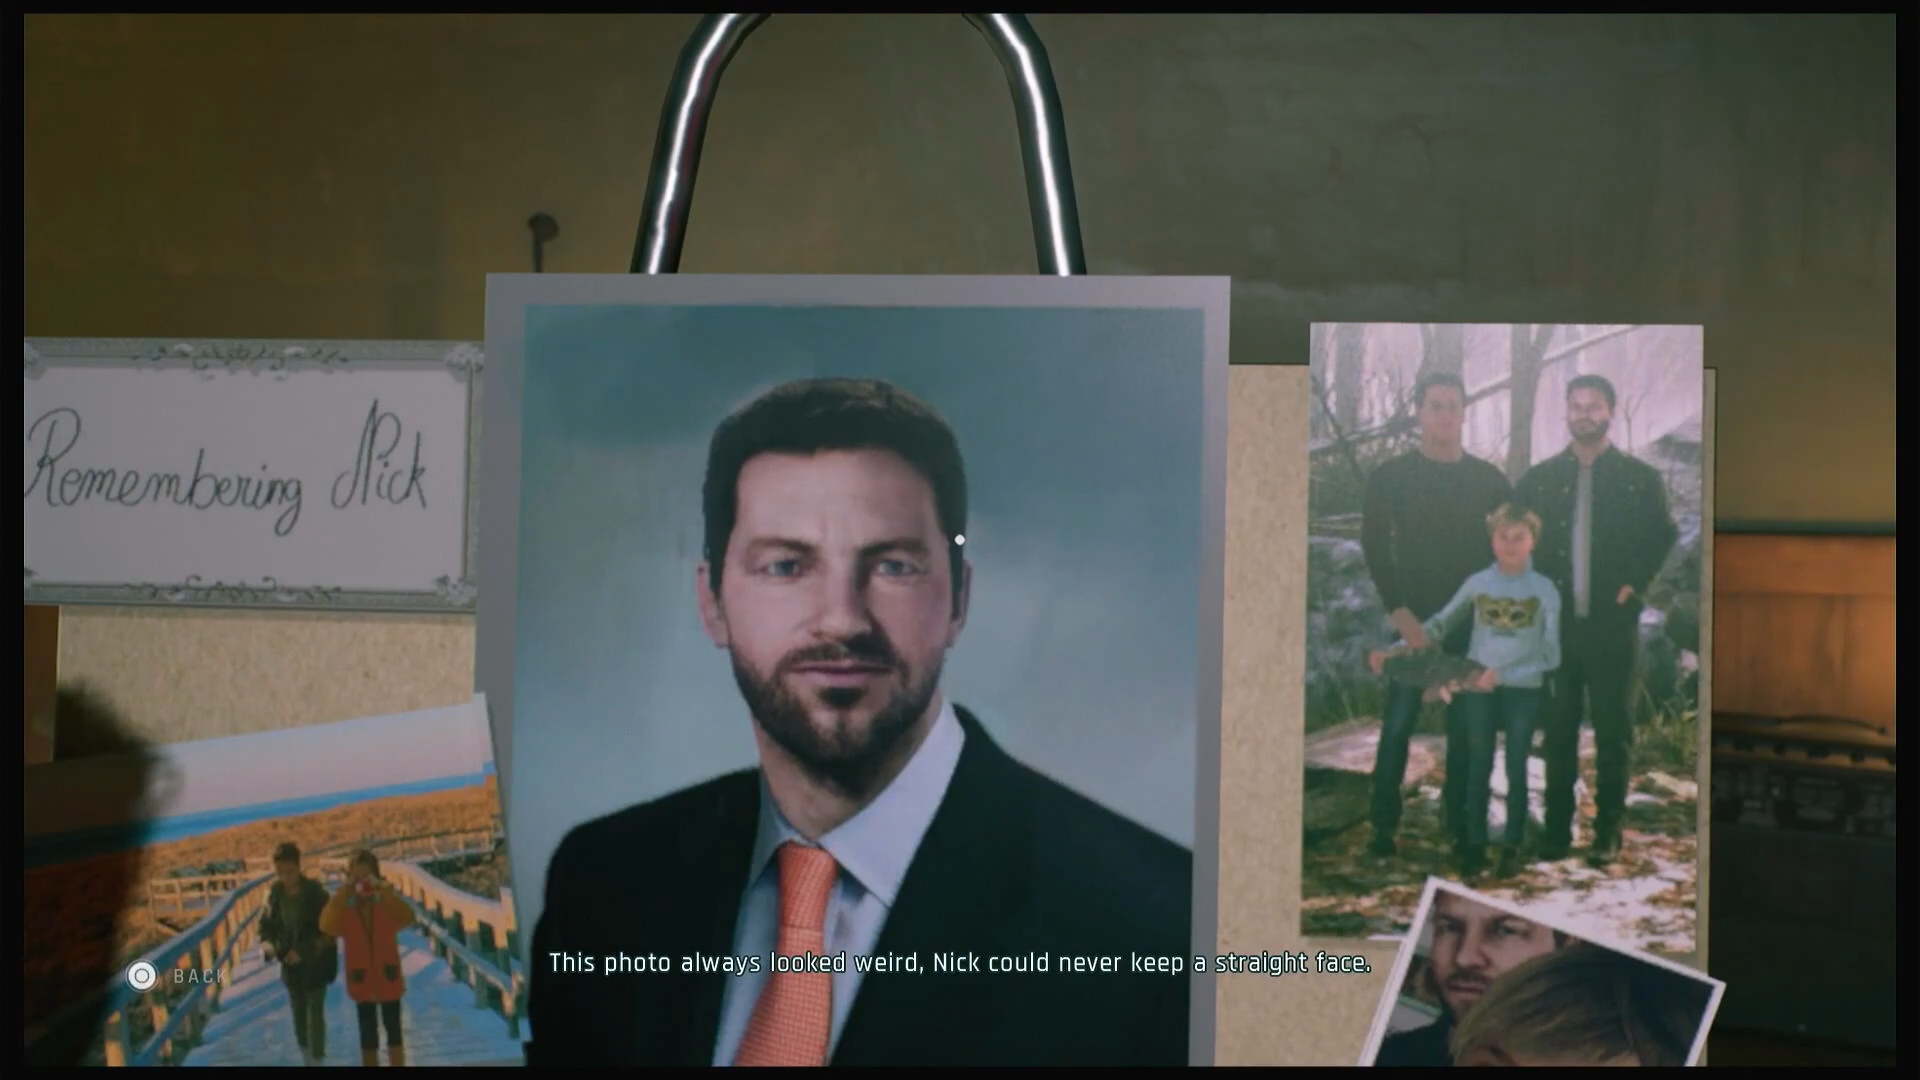 Remembering Nick
This photo always looked weird, Nick could never keep a straight face.
BACK